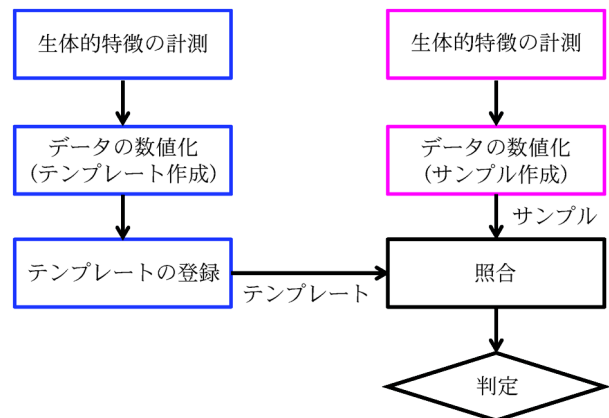 生体的特徴の計測
データの数値化
(テンプレート作成)
テンプレートの登録
テンプレート
生体的特徴の計測
データの数値化
(サンプル作成)
サンプル
照合
判定